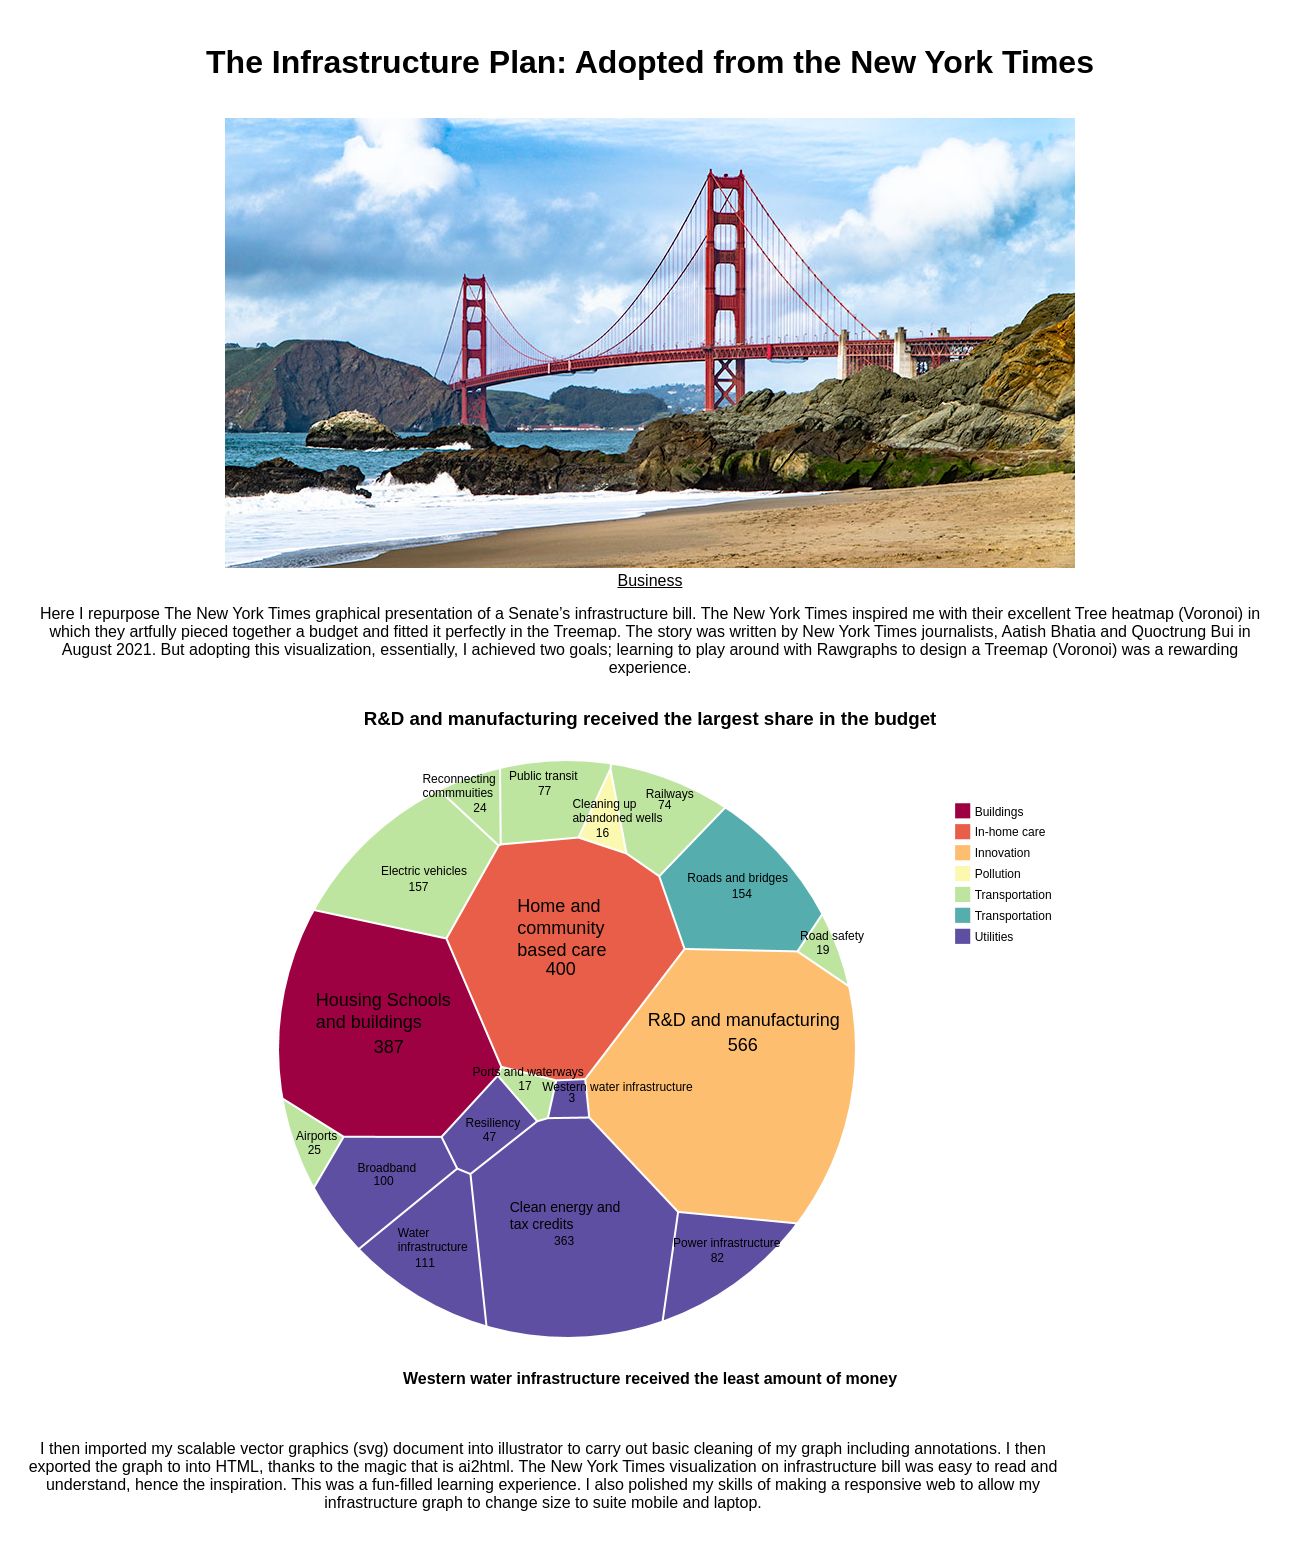 The Infrastructure Plan: Adopted from the New York Times
Business
Here I repurpose The New York Times graphical presentation of a Senate's infrastructure bill. The New York Times inspired me with their excellent Tree heatmap (Voronoi) in
which they artfully pieced together a budget and fitted it perfectly in the Treemap. The story was written by New York Times journalists, Aatish Bhatia and Quoctrung Bui in
August 2021. But adopting this visualization, essentially, I achieved two goals; learning to play around with Rawgraphs to design a Treemap (Voronoi) was a rewarding
experience.
R&D and manufacturing received the largest share in the budget
Reconnecting
commmuities
24
Public transit
77
Cleaning up
abandoned wells
16
Railways
74
Electric vehicles
157
Roads and bridges
154
Road safety
19
Home and
community
based care
400
Housing Schools
and buildings
387
R&D and manufacturing
566
Ports and waterways
17
Western water infrastructure
3
Resiliency
47
Airports
25
Broadband
100
Water
infrastructure
111
Clean energy and
tax credits
363
Power infrastructure
82
Buildings
In-home care
Innovation
Pollution
Transportation
Transportation
Utilities
Western water infrastructure received the least amount of money
I then imported my scalable vector graphics (svg) document into illustrator to carry out basic cleaning of my graph including annotations. I then
exported the graph to into HTML, thanks to the magic that is ai2html. The New York Times visualization on infrastructure bill was easy to read and
understand, hence the inspiration. This was a fun-filled learning experience. I also polished my skills of making a responsive web to allow my
infrastructure graph to change size to suite mobile and laptop.